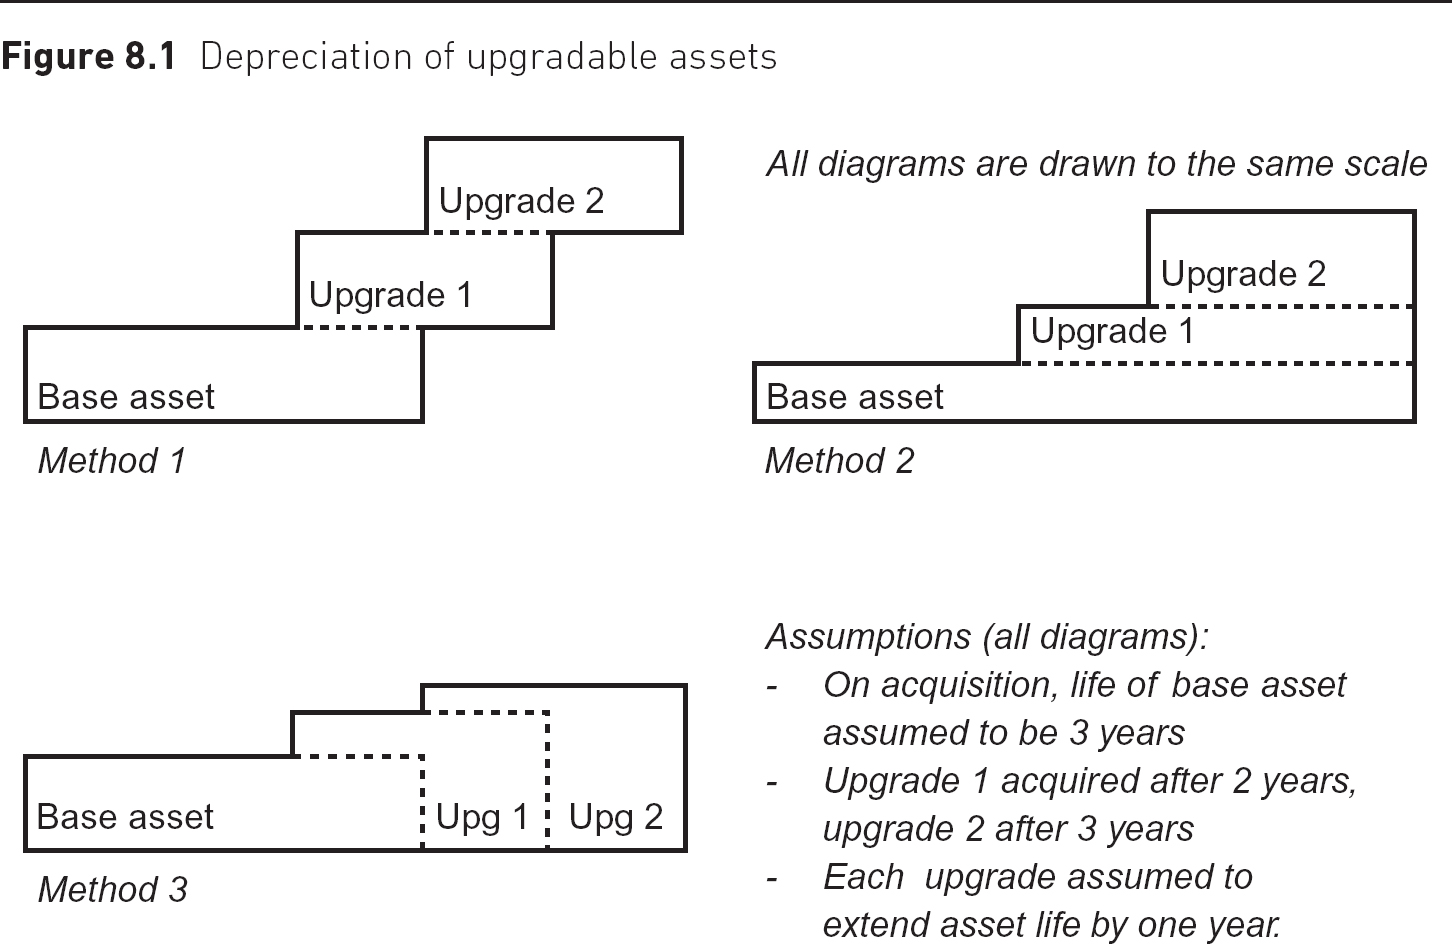 Figure 8.1 Depreciation of upgradable assets
Upgrade 2
Upgrade 1
Base asset
Method 1
All diagrams are drawn to the same scale
Upgrade 2
Upgrade 1
Base asset
Method 2
Base asset
Upg 1
Upg 2
Method 3
Assumptions (all diagrams):
- On acquisition, life of base asset
assumed to be 3 years
- Upgrade 1 acquired after 2 years,
upgrade 2 after 3 years
- Each upgrade assumed to
extend asset life by one year.